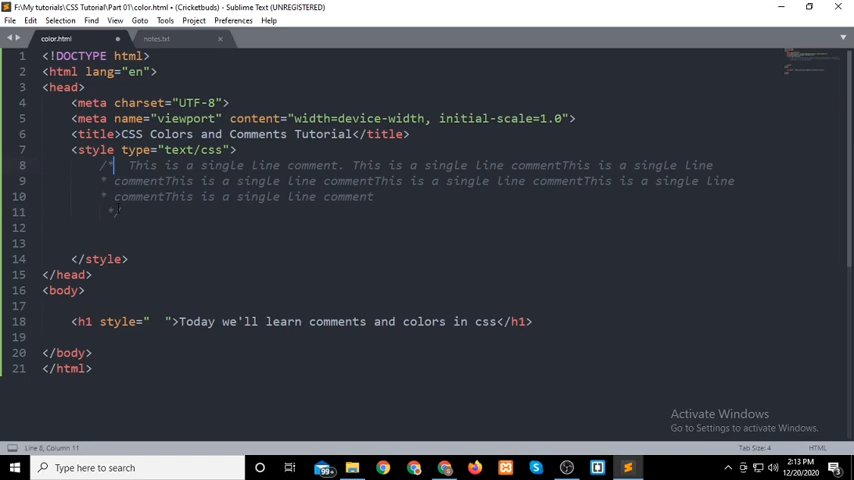 F:\My tutorials\CSS Tutorial\Part 01\color.html • (Cricketbuds) - Sublime Text (UNREGISTERED)
File Edit Selection Find View Goto Tools Project Preferences Help
color.html notes.txt
1 <!DOCTYPE html>
2 <html lang="en">
3 <head>
4 <meta charset="UTF-8">
5 <meta name="viewport" content="width=device-width, initial-scale=1.0">
6 <title>CSS Colors and Comments Tutorial</title>
7 <style type="text/css">
8 /* This is a single line comment. This is a single line commentThis is a single line
9 * commentThis is a single line commentThis is a single line commentThis is a single line
10 * commentThis is a single line comment
11 */
12
13
14 </style>
15 </head>
16 <body>
17
18 <h1 style="  ">Today we'll learn comments and colors in css</h1>
19
20 </body>
21 </html>
Activate Windows
Go to Settings to activate Windows.
Line 8, Column 11 Tab Size: 4 HTML
Type here to search 99+ 2:13 PM
12/20/2020 3